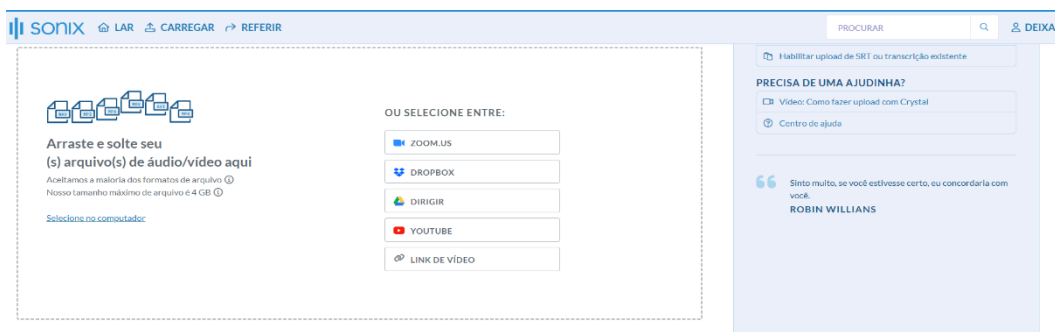 SONIX LAR CARREGAR REFERIR PROCURAR DEIXA
Arraste e solte seu
(s) arquivo(s) de áudio/vídeo aqui
Aceitamos a maioria dos formatos de arquivo
Nosso tamanho máximo de arquivo é 4 GB
Selecione no computador
OU SELECIONE ENTRE:
ZOOM.US
DROPBOX
DIRIGIR
YOUTUBE
LINK DE VÍDEO
Habilitar upload de SRT ou transcrição existente
PRECISA DE UMA AJUDINHA?
Vídeo: Como fazer upload com Crystal
Centro de ajuda
Sinto muito, se você estivesse certo, eu concordaria com
você.
ROBIN WILLIANS